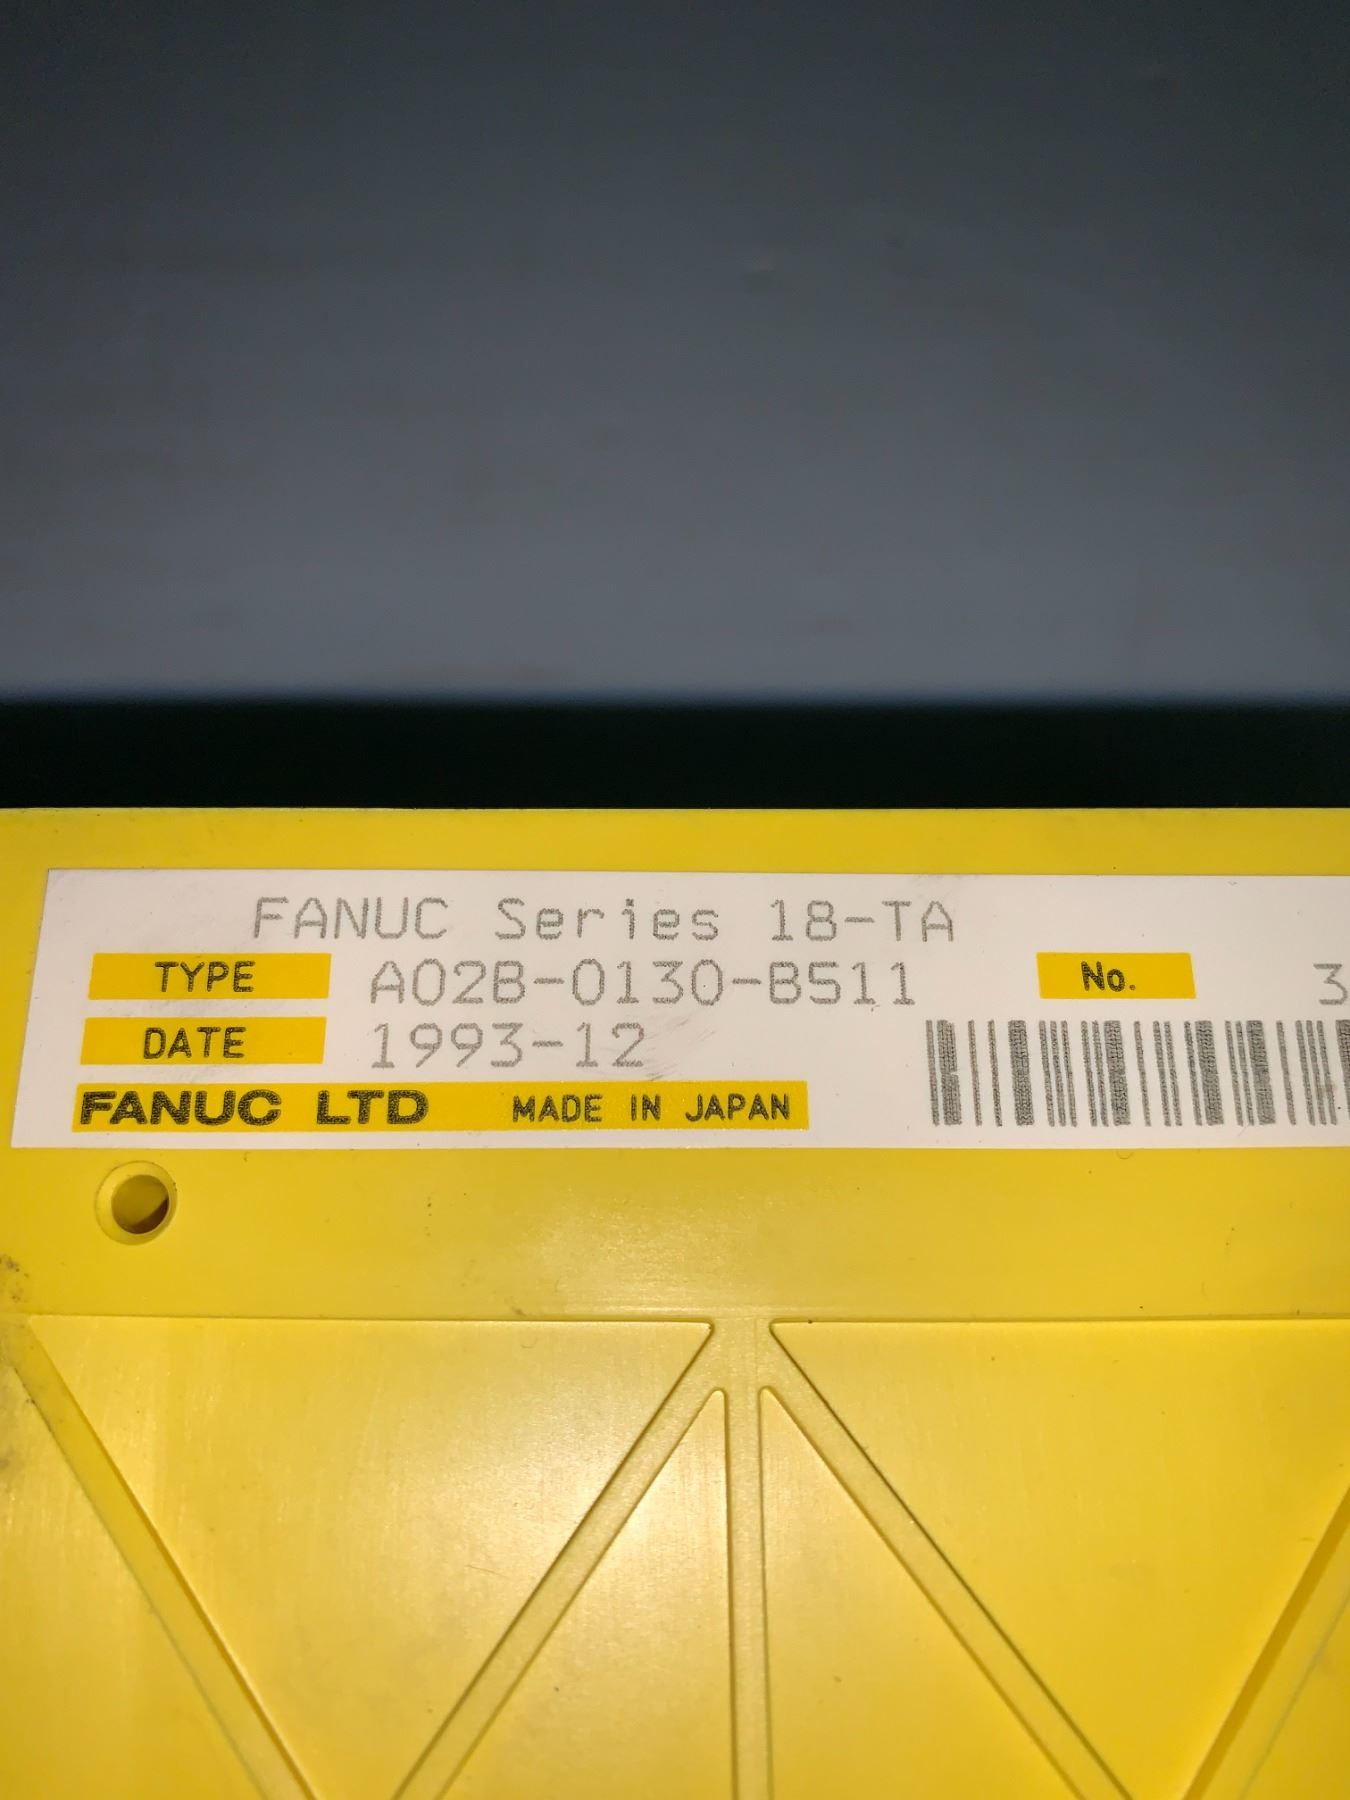 FANUC Series 18-TA
TYPE A02B-0130-B511 No. 3
DATE 1993-12
FANUC LTD MADE IN JAPAN